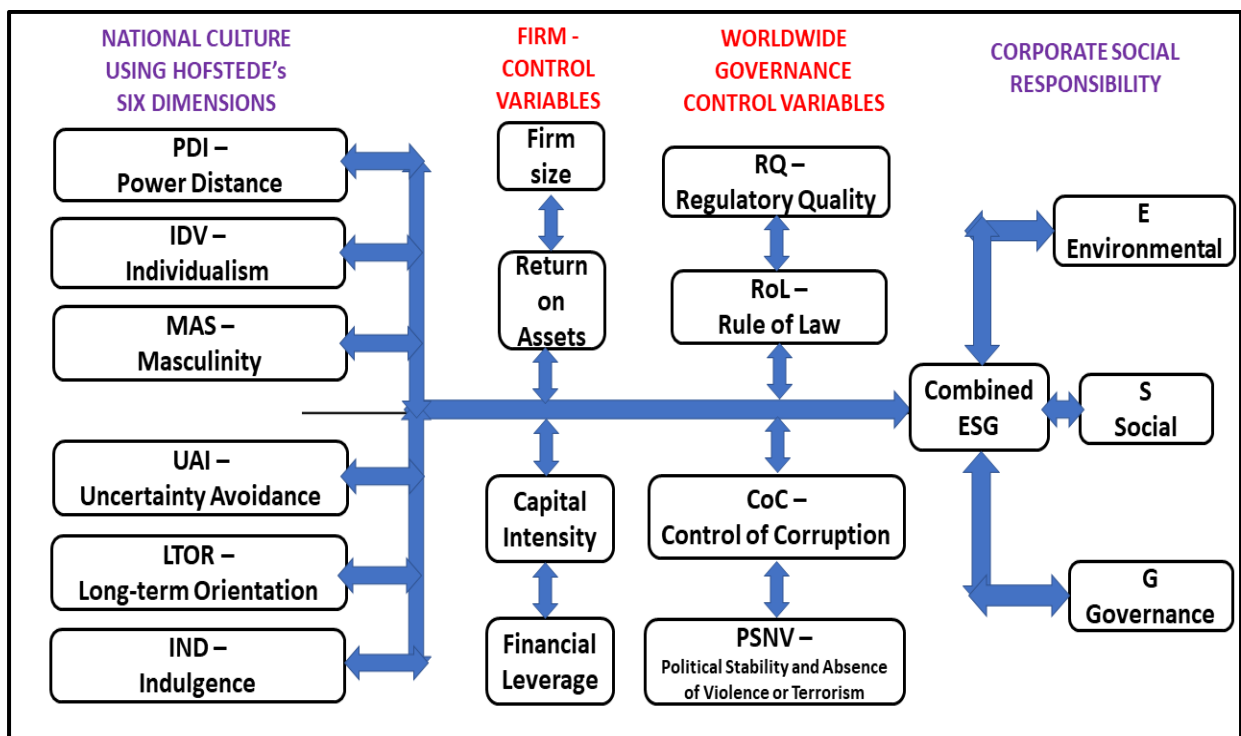 NATIONAL CULTURE
USING HOFSTEDE's
SIX DIMENSIONS
PDI –
Power Distance
IDV –
Individualism
MAS –
Masculinity
UAI –
Uncertainty Avoidance
LTOR –
Long-term Orientation
IND –
Indulgence
FIRM -
CONTROL
VARIABLES
Firm
size
Return
on
Assets
Capital
Intensity
Financial
Leverage
WORLDWIDE
GOVERNANCE
CONTROL VARIABLES
RQ –
Regulatory Quality
RoL –
Rule of Law
CoC –
Control of Corruption
PSNV –
Political Stability and Absence
of Violence or Terrorism
CORPORATE SOCIAL
RESPONSIBILITY
Combined
ESG
E
Environmental
S
Social
G
Governance